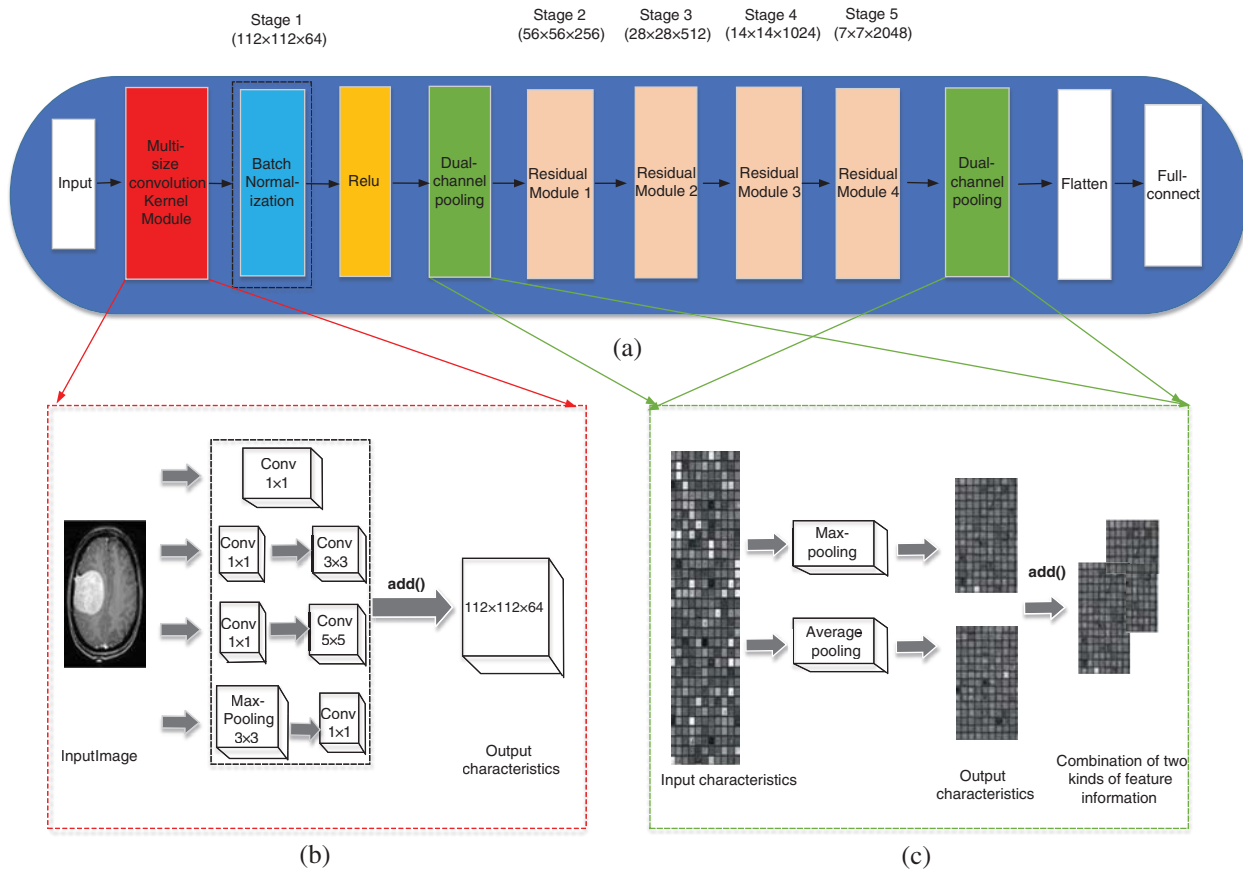 Stage 1
(112×112×64)
Stage 2
(56×56×256)
Stage 3
(28×28×512)
Stage 4
(14×14×1024)
Stage 5
(7×7×2048)
Input
Multi-
size
convolution
Kernel
Module
Batch
Normal-
ization
Relu
Dual-
channel
pooling
Residual
Module 1
Residual
Module 2
Residual
Module 3
Residual
Module 4
Dual-
channel
pooling
Flatten
Full-
connect
(a)
InputImage
Conv
1×1
Conv
1×1
Conv
3×3
Conv
1×1
Conv
5×5
Max-
Pooling
3×3
Conv
1×1
add()
112×112×64
Output
characteristics
(b)
Input characteristics
Max-
pooling
Average
pooling
Output
characteristics
add()
Combination of two
kinds of feature
information
(c)